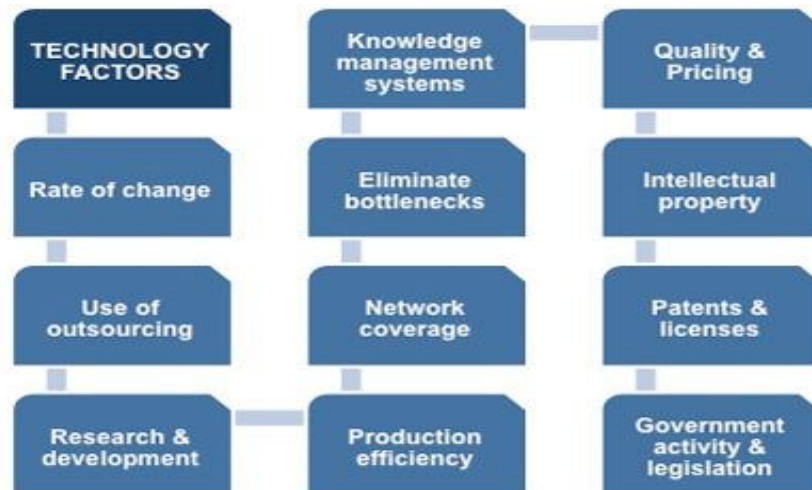 TECHNOLOGY
FACTORS
Rate of change
Use of
outsourcing
Research &
development
Production
efficiency
Network
coverage
Eliminate
bottlenecks
Knowledge
management
systems
Quality &
Pricing
Intellectual
property
Patents &
licenses
Government
activity &
legislation